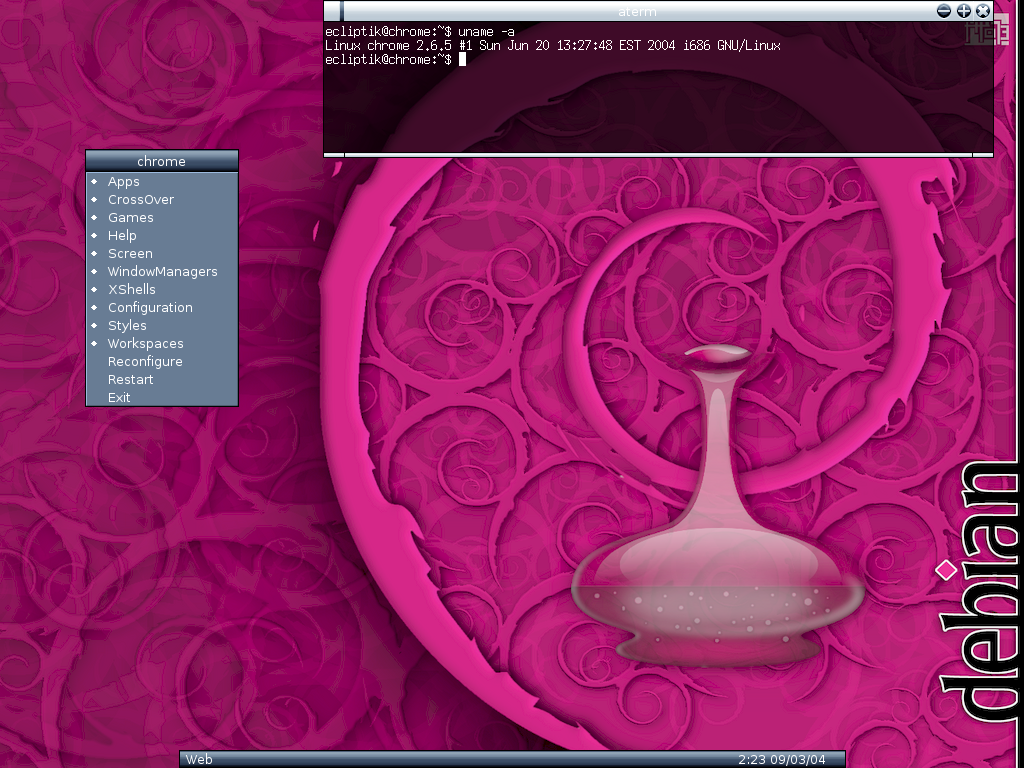 aterm
ecliptik@chrome:~$ uname -a
Linux chrome 2.6.5 #1 Sun Jun 20 13:27:48 EST 2004 i686 GNU/Linux
ecliptik@chrome:~$
chrome
Apps
CrossOver
Games
Help
Screen
WindowManagers
XShells
Configuration
Styles
Workspaces
Reconfigure
Restart
Exit
debian
Web 2:23 09/03/04